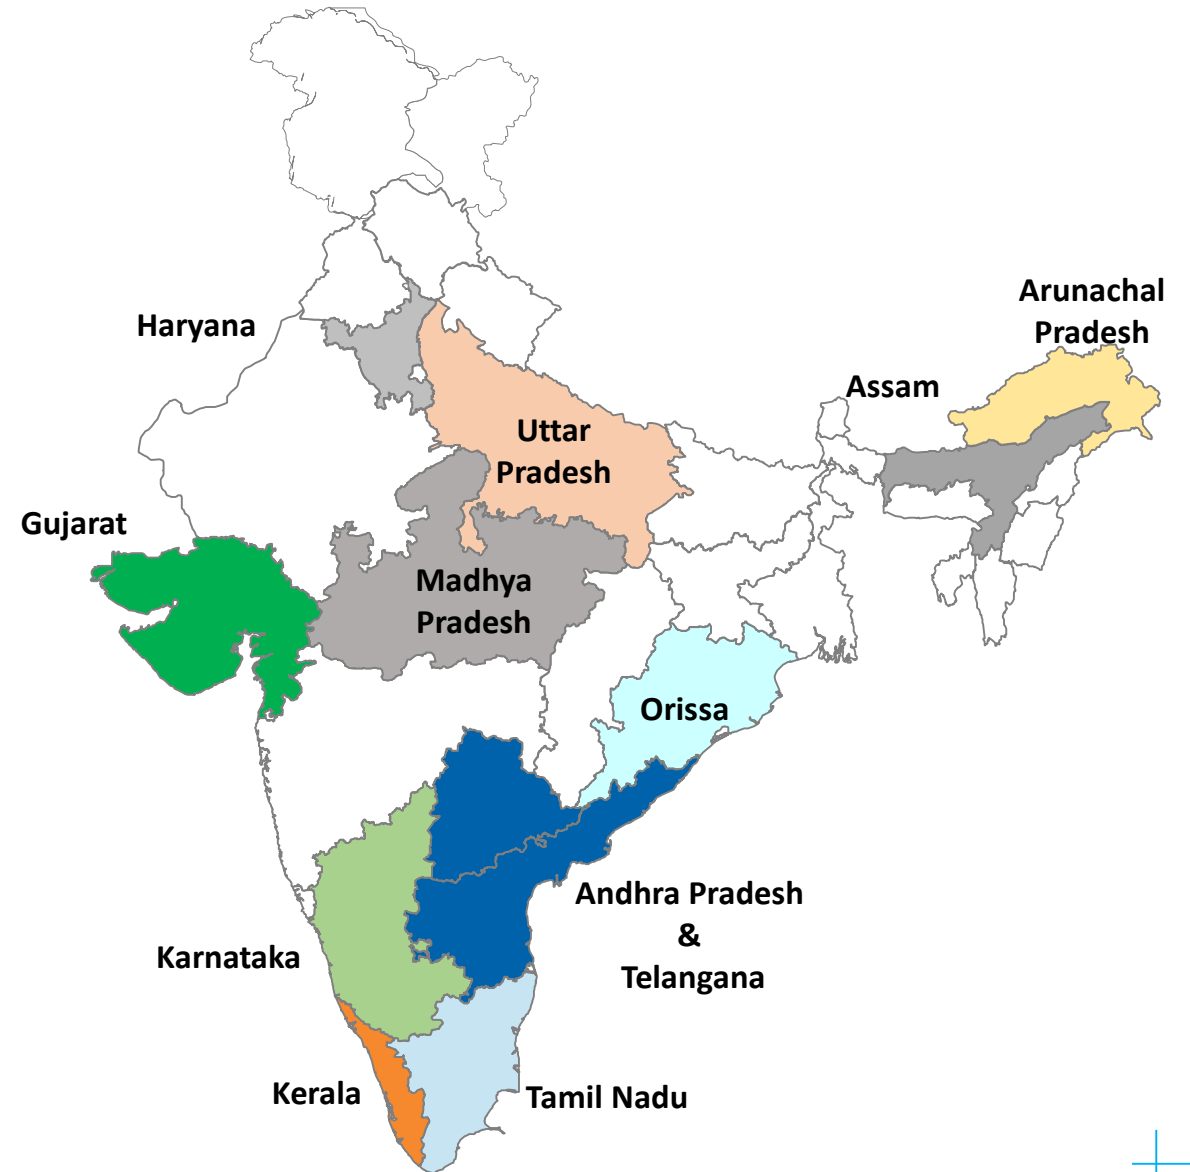 Arunachal
Pradesh
Haryana
Assam
Uttar
Pradesh
Gujarat
Madhya
Pradesh
Orissa
Andhra Pradesh
&
Telangana
Karnataka
Kerala
Tamil Nadu